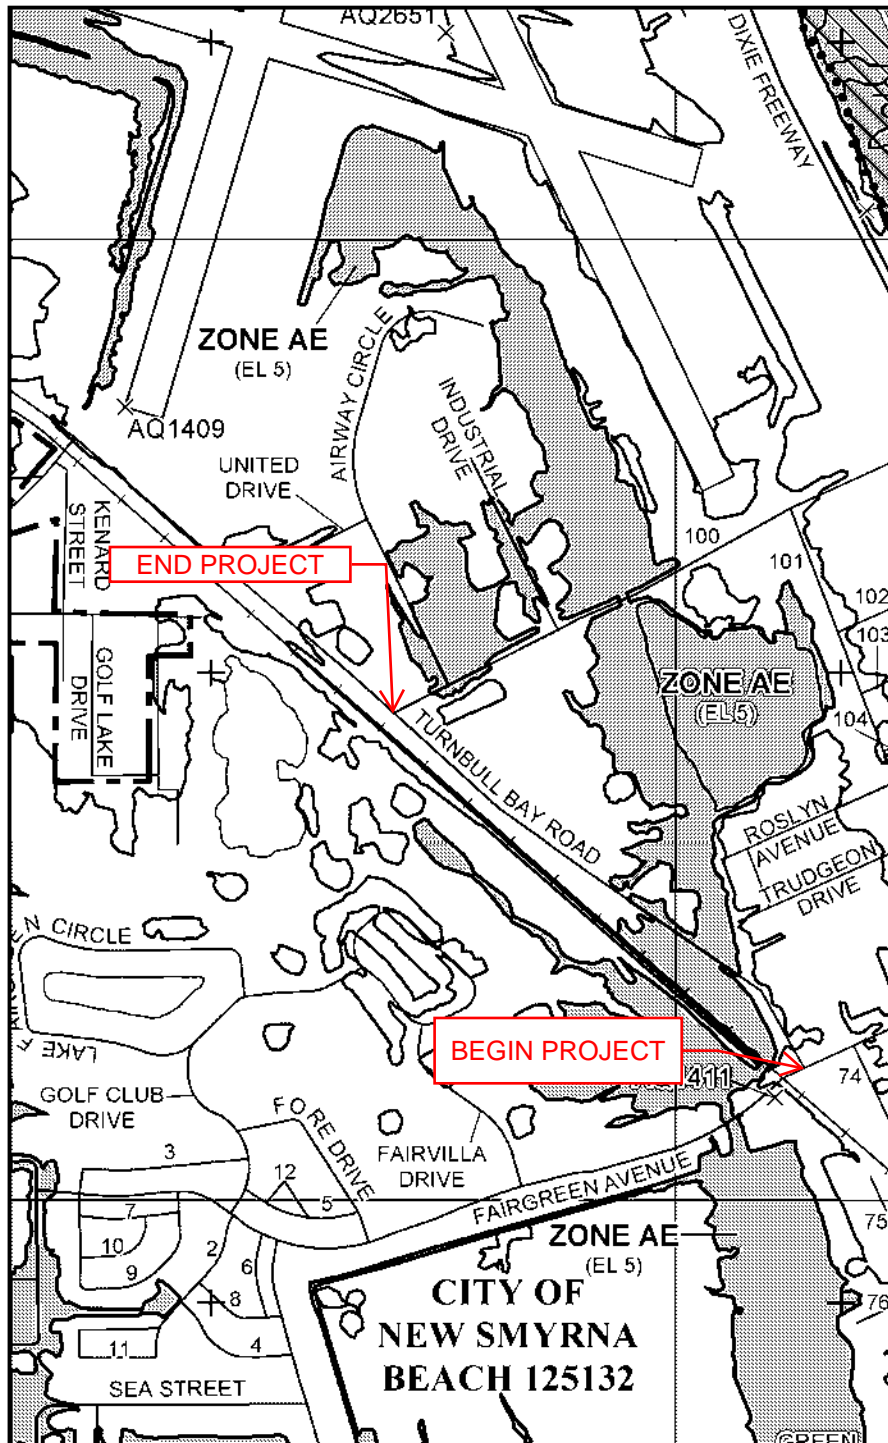 AQ2651
DIXIE FREEWAY
ZONE AE
(EL 5)
AIRWAY CIRCLE
INDUSTRIAL
DRIVE
AQ1409
UNITED
DRIVE
KENARD
STREET
END PROJECT
100
101
102
103
104
GOLF LAKE
DRIVE
ZONE AE
(EL 5)
TURNBULL BAY ROAD
ROSLYN
AVENUE
TRUDGEON
DRIVE
CIRCLE
LAKE
BEGIN PROJECT
411
74
GOLF CLUB
DRIVE
FORE DRIVE
FAIRVILLA
DRIVE
FAIRGREEN AVENUE
3
12
5
7
10
9
2
6
8
4
11
75
76
ZONE AE
(EL 5)
CITY OF
NEW SMYRNA
BEACH 125132
SEA STREET
GREEN